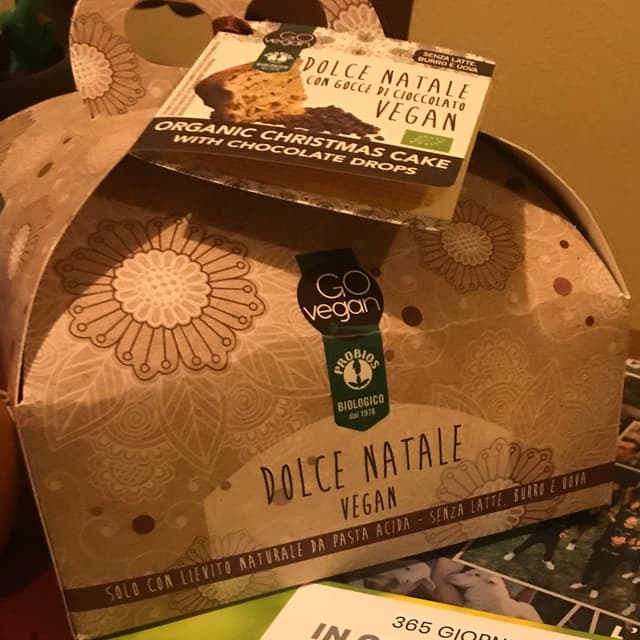 GO
vegan
SENZA LATTE,
BURRO E UOVA
DOLCE NATALE
CON GOCCE DI CIOCCOLATO
VEGAN
ORGANIC CHRISTMAS CAKE
WITH CHOCOLATE DROPS
GO
vegan
PROBIOS
BIOLOGICO
dal 1978
DOLCE NATALE
VEGAN
SOLO CON LIEVITO NATURALE DA PASTA ACIDA - SENZA LATTE, BURRO E UOVA
365 GIORN